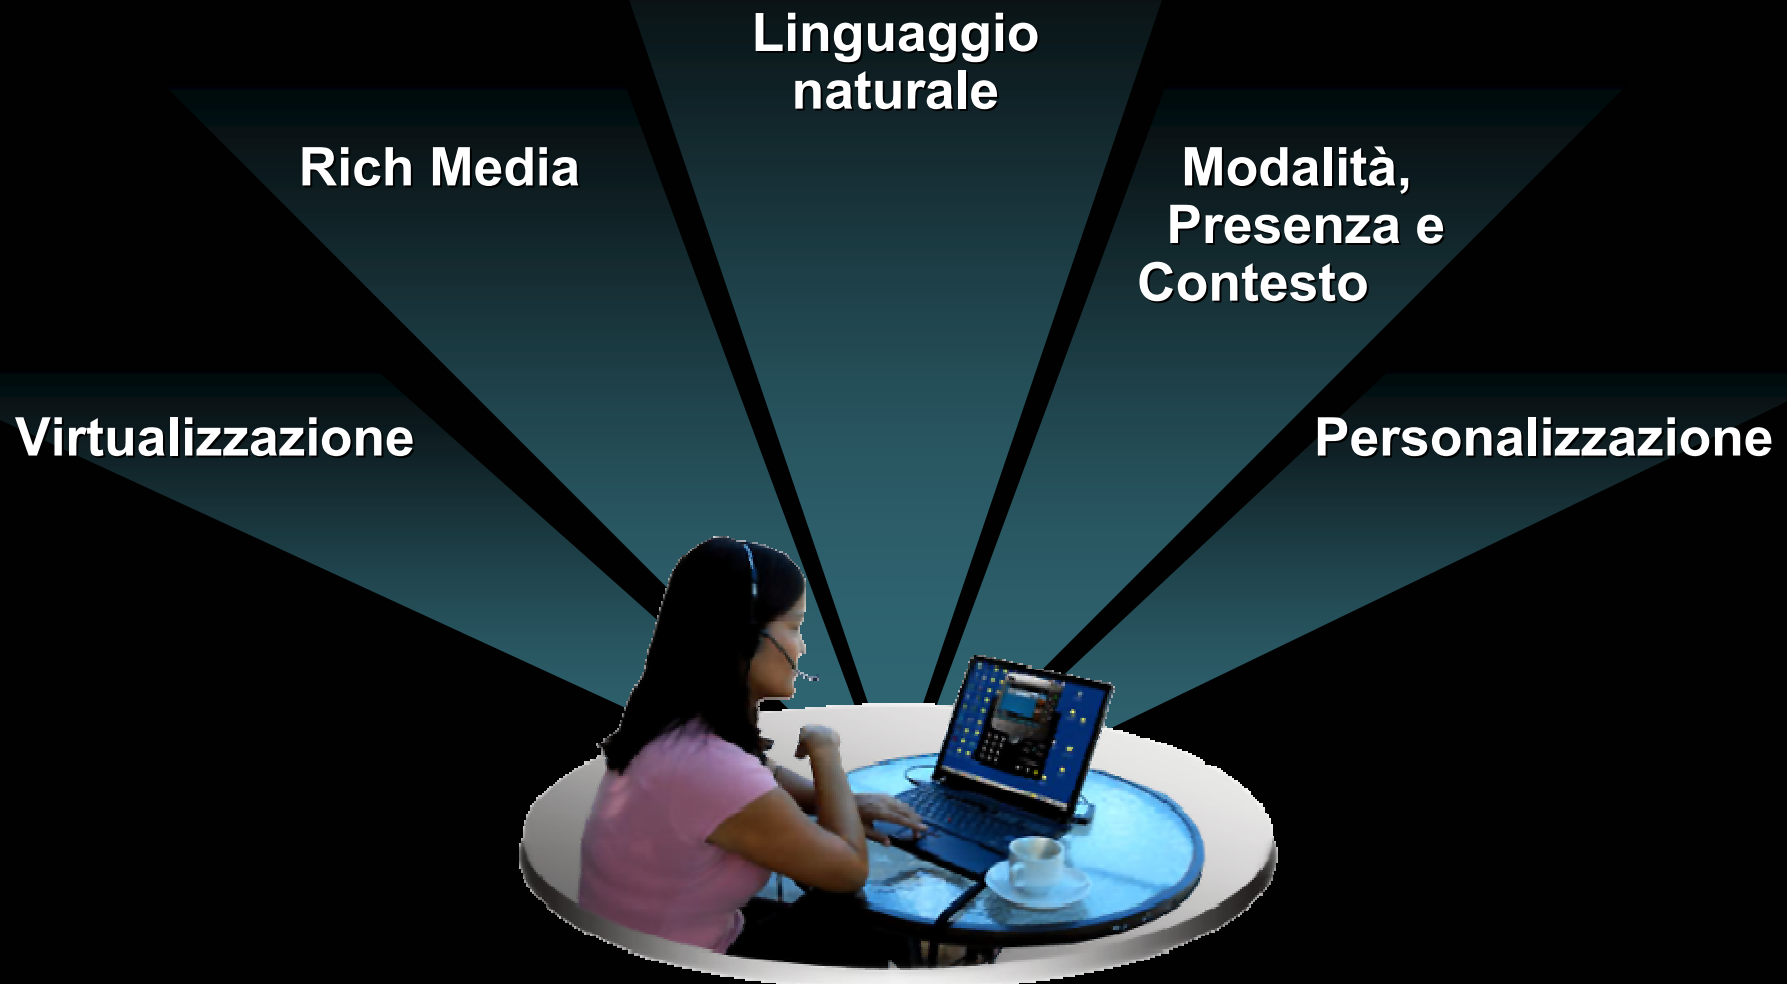 Linguaggio
naturale
Rich Media
Modalità,
Presenza e
Contesto
Virtualizzazione
Personalizzazione